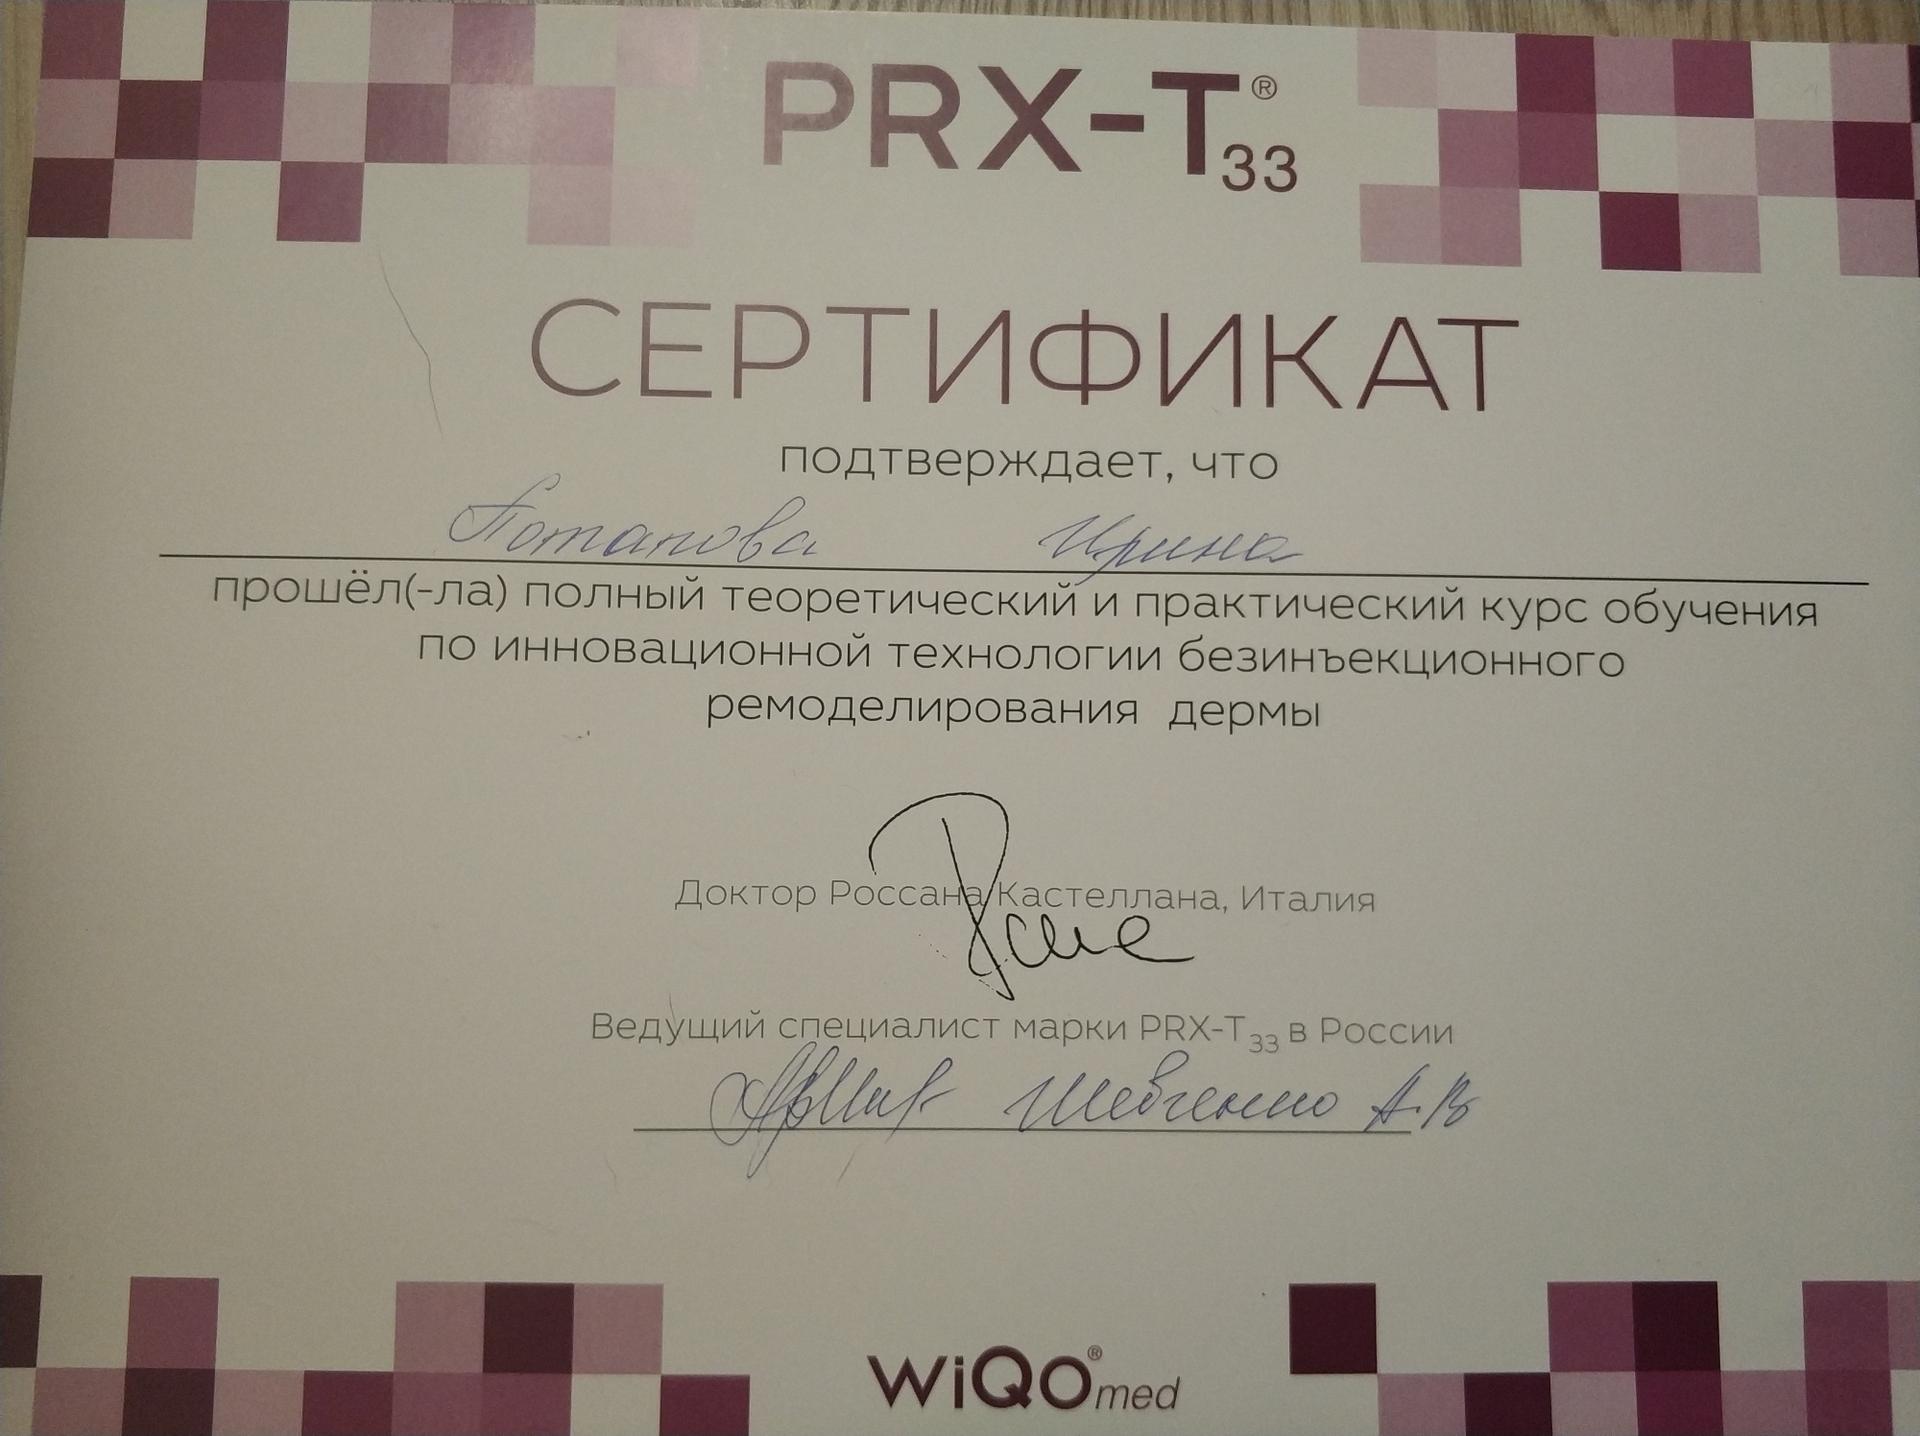 PRX-T33®
СЕРТИФИКАТ
подтверждает, что
Потапова Ирина
прошёл(-ла) полный теоретический и практический курс обучения
по инновационной технологии безинъекционного
ремоделирования дермы
Доктор Россана Кастеллана, Италия
Ведущий специалист марки PRX-T33 в России
Шевченко А.В
WiQo®med